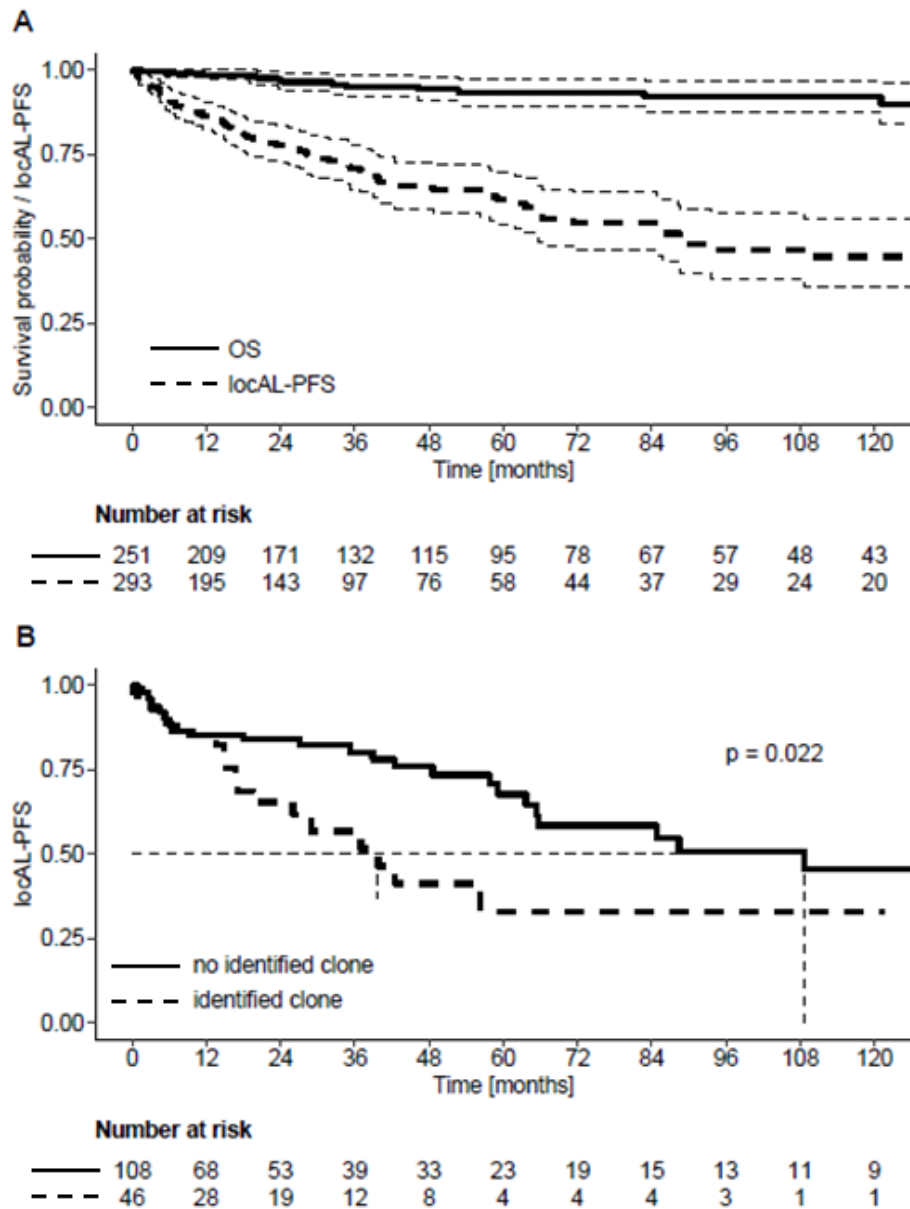 A
Survival probability / locAL-PFS
1.00
0.75
0.50
0.25
0.00
OS
locAL-PFS
0 12 24 36 48 60 72 84 96 108 120
Time [months]
Number at risk
251 209 171 132 115 95 78 67 57 48 43
293 195 143 97 76 58 44 37 29 24 20
B
locAL-PFS
1.00
0.75
0.50
0.25
0.00
p = 0.022
no identified clone
identified clone
0 12 24 36 48 60 72 84 96 108 120
Time [months]
Number at risk
108 68 53 39 33 23 19 15 13 11 9
46 28 19 12 8 4 4 4 3 1 1